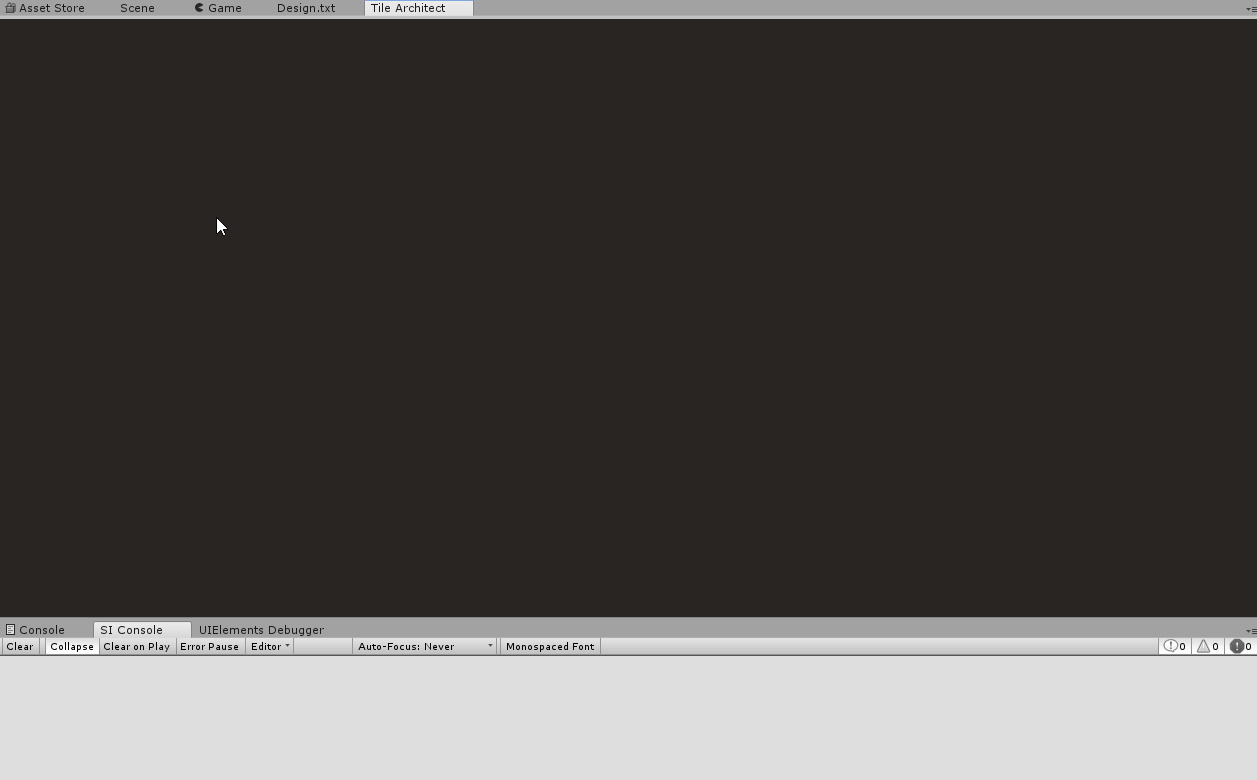 Asset Store Scene Game Design.txt Tile Architect
Console SI Console UIElements Debugger
Clear Collapse Clear on Play Error Pause Editor Auto-Focus: Never Monospaced Font 0 0 0